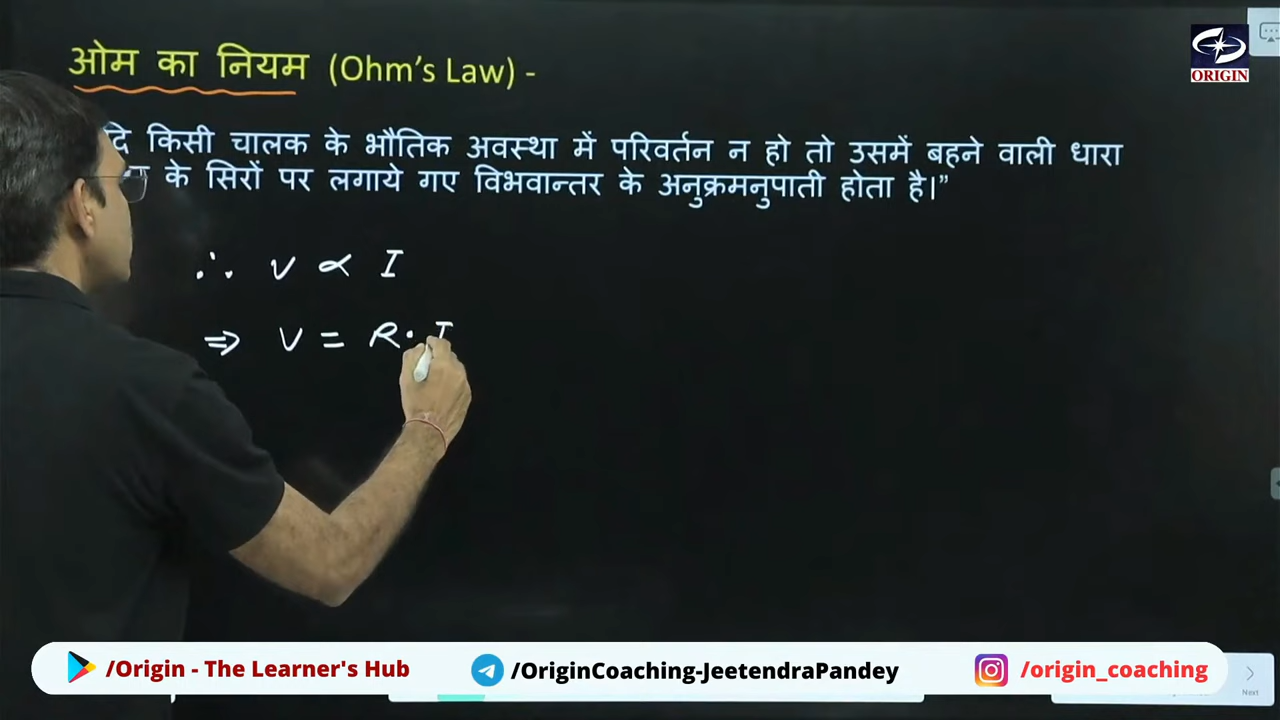 ओम का नियम (Ohm's Law) -
किसी चालक के भौतिक अवस्था में परिवर्तन न हो तो उसमें बहने वाली धारा
के सिरों पर लगाये गए विभवान्तर के अनुक्रमनुपाती होता है।”
∴ V ∝ I
⇒ V = R · I
ORIGIN
/Origin - The Learner's Hub
/OriginCoaching-JeetendraPandey
/origin_coaching
Next